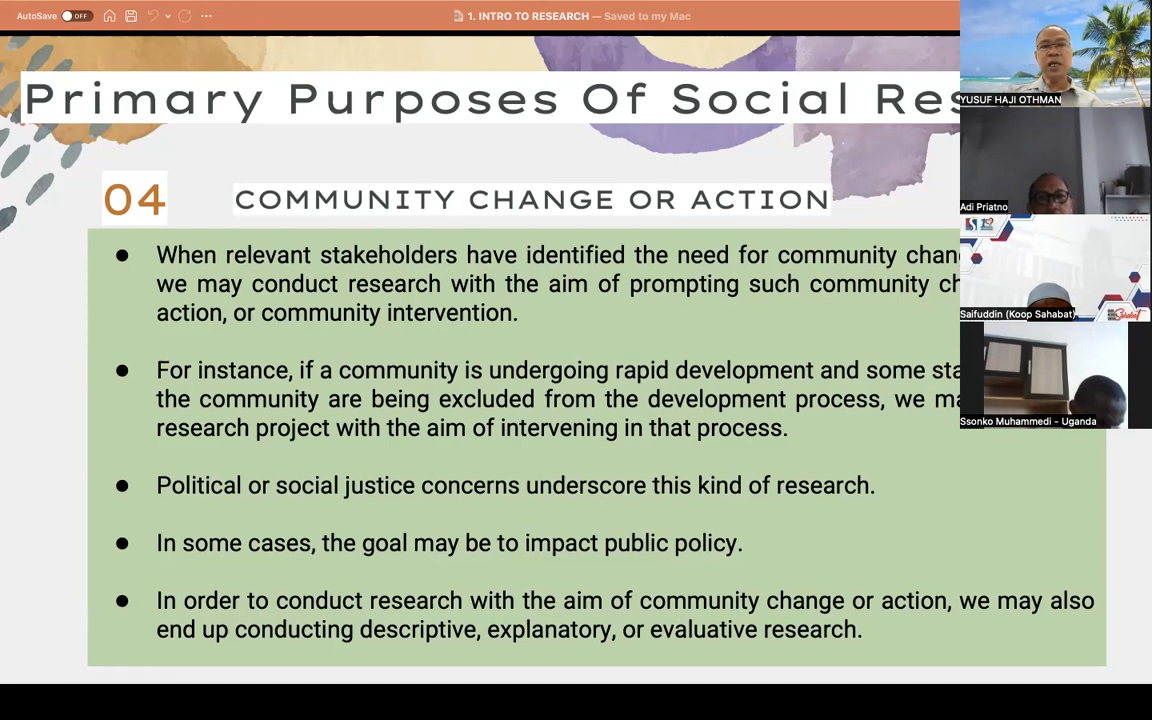 AutoSave OFF
1. INTRO TO RESEARCH — Saved to my Mac
Primary Purposes Of Social Res
04 COMMUNITY CHANGE OR ACTION
● When relevant stakeholders have identified the need for community chan
we may conduct research with the aim of prompting such community ch
action, or community intervention.
● For instance, if a community is undergoing rapid development and some sta
the community are being excluded from the development process, we ma
research project with the aim of intervening in that process.
● Political or social justice concerns underscore this kind of research.
● In some cases, the goal may be to impact public policy.
● In order to conduct research with the aim of community change or action, we may also
end up conducting descriptive, explanatory, or evaluative research.
YUSUF HAJI OTHMAN
Adi Priatno
Saifuddin (Koop Sahabat)
Ssonko Muhammedi - Uganda